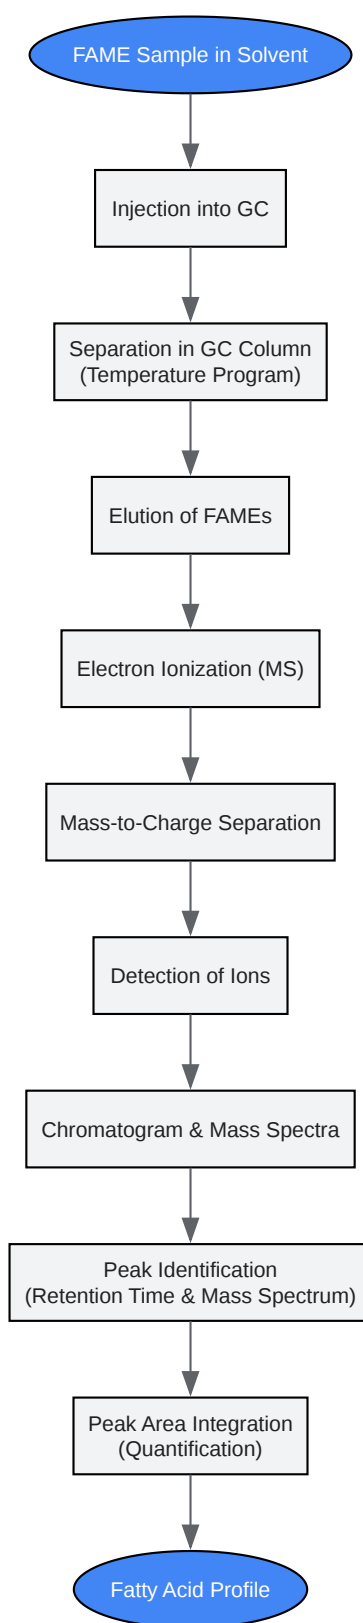 FAME Sample in Solvent
Injection into GC
Separation in GC Column
(Temperature Program)
Elution of FAMEs
Electron Ionization (MS)
Mass-to-Charge Separation
Detection of Ions
Chromatogram & Mass Spectra
Peak Identification
(Retention Time & Mass Spectrum)
Peak Area Integration
(Quantification)
Fatty Acid Profile